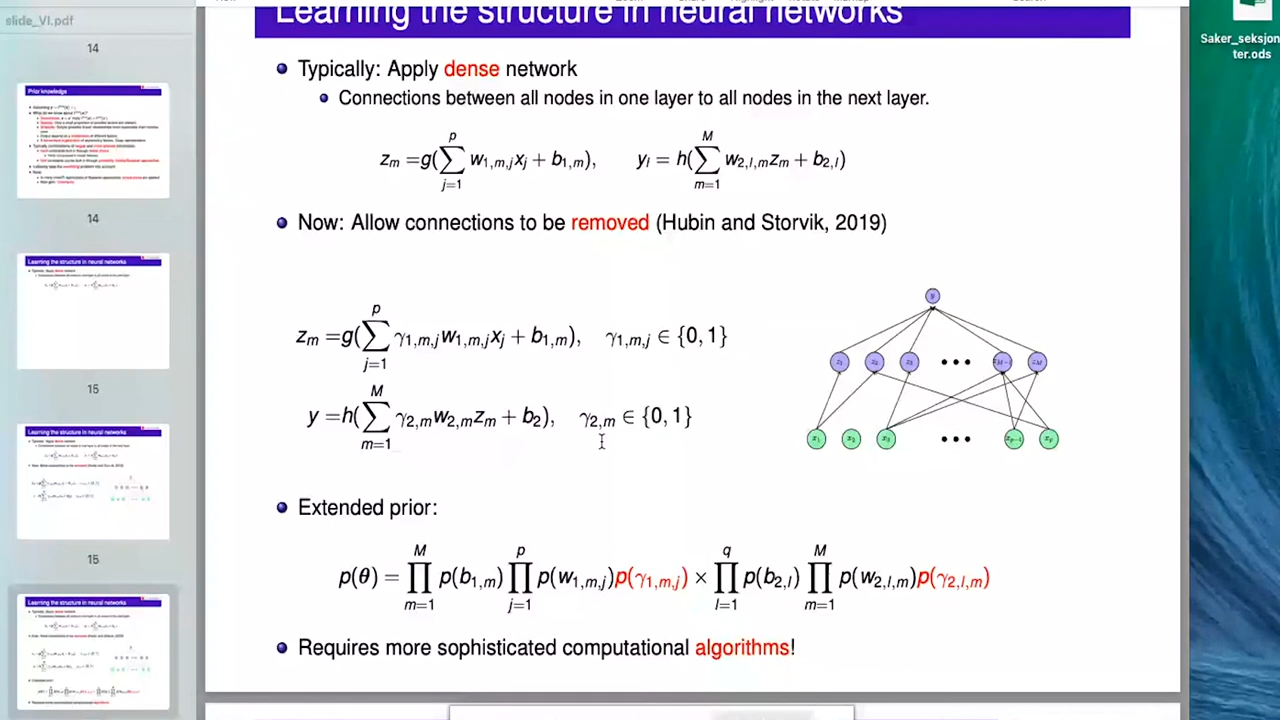 slide_VI.pdf
Learning the structure in neural networks
Saker_seksjon
ter.ods
14
Prior knowledge
14
Learning the structure in neural networks
15
Learning the structure in neural networks
15
Learning the structure in neural networks
Typically: Apply dense network
Connections between all nodes in one layer to all nodes in the next layer.
z_m = g(∑_{j=1}^{p} w_{1,m,j} x_j + b_{1,m}), y_l = h(∑_{m=1}^{M} w_{2,l,m} z_m + b_{2,l})
Now: Allow connections to be removed (Hubin and Storvik, 2019)
z_m = g(∑_{j=1}^{p} γ_{1,m,j} w_{1,m,j} x_j + b_{1,m}), γ_{1,m,j} ∈ {0, 1}
y = h(∑_{m=1}^{M} γ_{2,m} w_{2,m} z_m + b_2), γ_{2,m} ∈ {0, 1}
y
z_1 z_2 z_3 ••• z_{M−1} z_M
x_1 x_2 x_3 ••• x_{p−1} x_p
Extended prior:
p(θ) = ∏_{m=1}^{M} p(b_{1,m}) ∏_{j=1}^{p} p(w_{1,m,j}) p(γ_{1,m,j}) × ∏_{l=1}^{q} p(b_{2,l}) ∏_{m=1}^{M} p(w_{2,l,m}) p(γ_{2,l,m})
Requires more sophisticated computational algorithms!